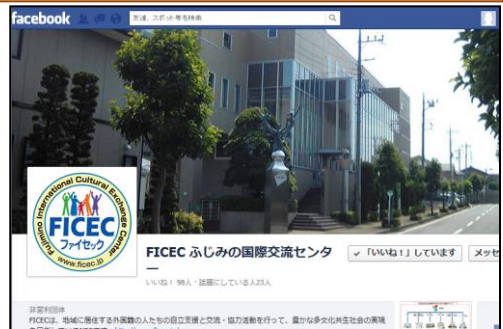 facebook
友達、スポット等を検索
Fujimino International Cultural Exchange Center
FICEC
ファイセック
www.ficec.jp
FICEC ふじみの国際交流センタ
ー
✓ 「いいね！」しています
メッセ
いいね！ 98人・話題にしている人23人
非営利団体
FICECは、地域に居住する外国籍の人たちの自立支援と交流・協力活動を行って、豊かな多文化共生社会の実現